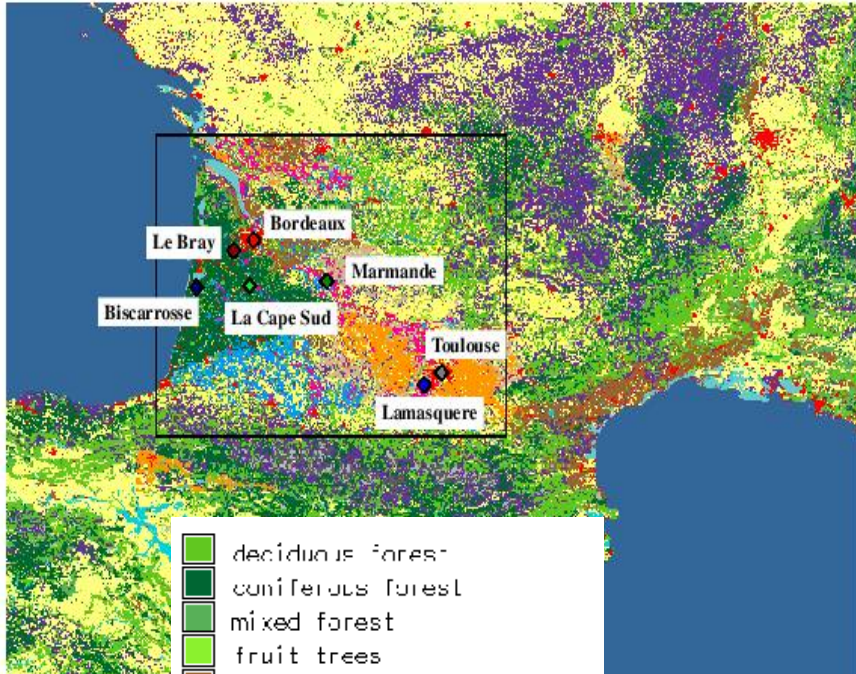 Bordeaux
Le Bray
Marmande
Biscarrosse
La Cape Sud
Toulouse
Lamasquere
deciduous forest
coniferous forest
mixed forest
fruit trees